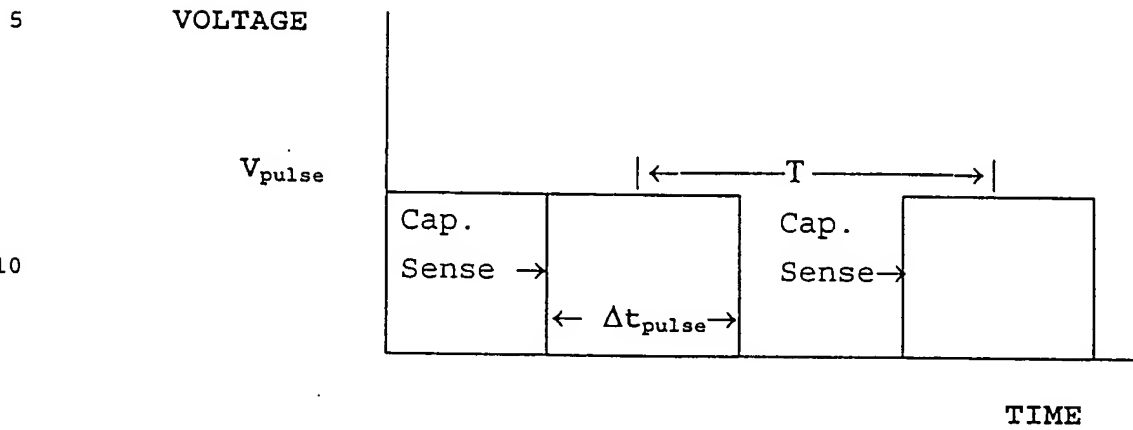 5 VOLTAGE
V_pulse |←——T——→|
Cap. Cap.
10 Sense → Sense→
← Δt_pulse→
TIME